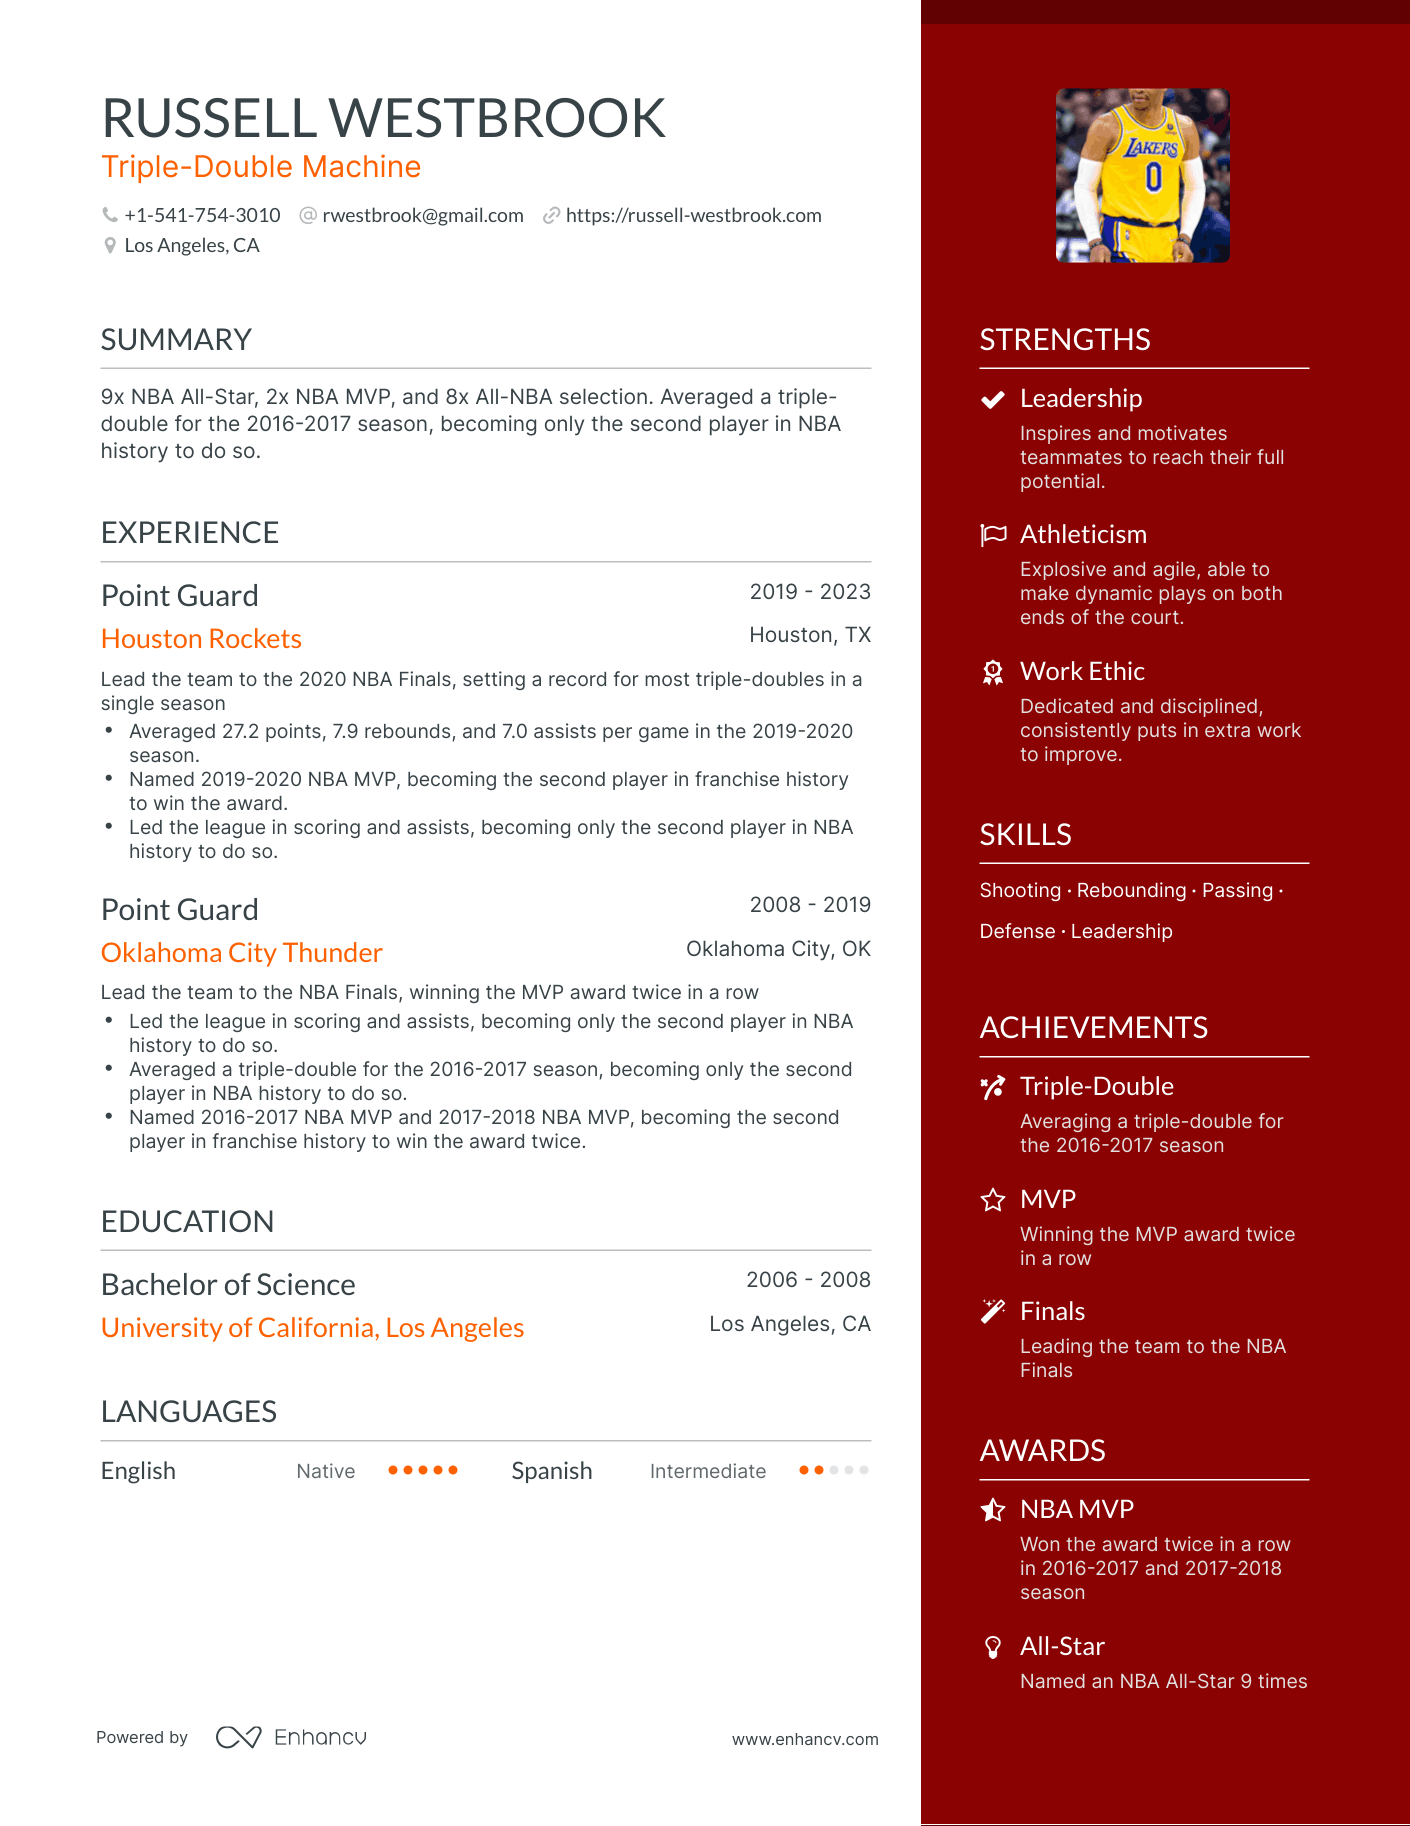 RUSSELL WESTBROOK
Triple-Double Machine
+1-541-754-3010 @ rwestbrook@gmail.com https://russell-westbrook.com
Los Angeles, CA
SUMMARY
9x NBA All-Star, 2x NBA MVP, and 8x All-NBA selection. Averaged a triple-
double for the 2016-2017 season, becoming only the second player in NBA
history to do so.
EXPERIENCE
Point Guard 2019 - 2023
Houston Rockets Houston, TX
Lead the team to the 2020 NBA Finals, setting a record for most triple-doubles in a
single season
• Averaged 27.2 points, 7.9 rebounds, and 7.0 assists per game in the 2019-2020
season.
• Named 2019-2020 NBA MVP, becoming the second player in franchise history
to win the award.
• Led the league in scoring and assists, becoming only the second player in NBA
history to do so.
Point Guard 2008 - 2019
Oklahoma City Thunder Oklahoma City, OK
Lead the team to the NBA Finals, winning the MVP award twice in a row
• Led the league in scoring and assists, becoming only the second player in NBA
history to do so.
• Averaged a triple-double for the 2016-2017 season, becoming only the second
player in NBA history to do so.
• Named 2016-2017 NBA MVP and 2017-2018 NBA MVP, becoming the second
player in franchise history to win the award twice.
EDUCATION
Bachelor of Science 2006 - 2008
University of California, Los Angeles Los Angeles, CA
LANGUAGES
English Native Spanish Intermediate
Powered by Enhancv www.enhancv.com
LAKERS
0
STRENGTHS
Leadership
Inspires and motivates
teammates to reach their full
potential.
Athleticism
Explosive and agile, able to
make dynamic plays on both
ends of the court.
Work Ethic
Dedicated and disciplined,
consistently puts in extra work
to improve.
SKILLS
Shooting · Rebounding · Passing ·
Defense · Leadership
ACHIEVEMENTS
Triple-Double
Averaging a triple-double for
the 2016-2017 season
MVP
Winning the MVP award twice
in a row
Finals
Leading the team to the NBA
Finals
AWARDS
NBA MVP
Won the award twice in a row
in 2016-2017 and 2017-2018
season
All-Star
Named an NBA All-Star 9 times